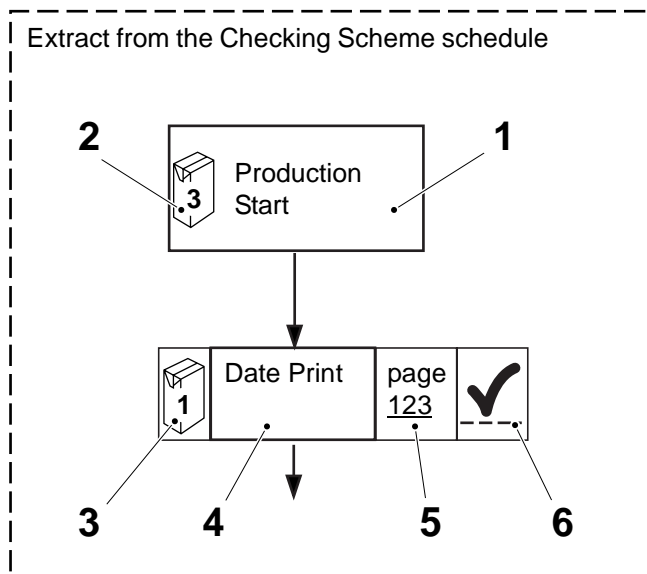 Extract from the Checking Scheme schedule
2
1
3
Production
Start
1
Date Print
page
123
3
4
5
6